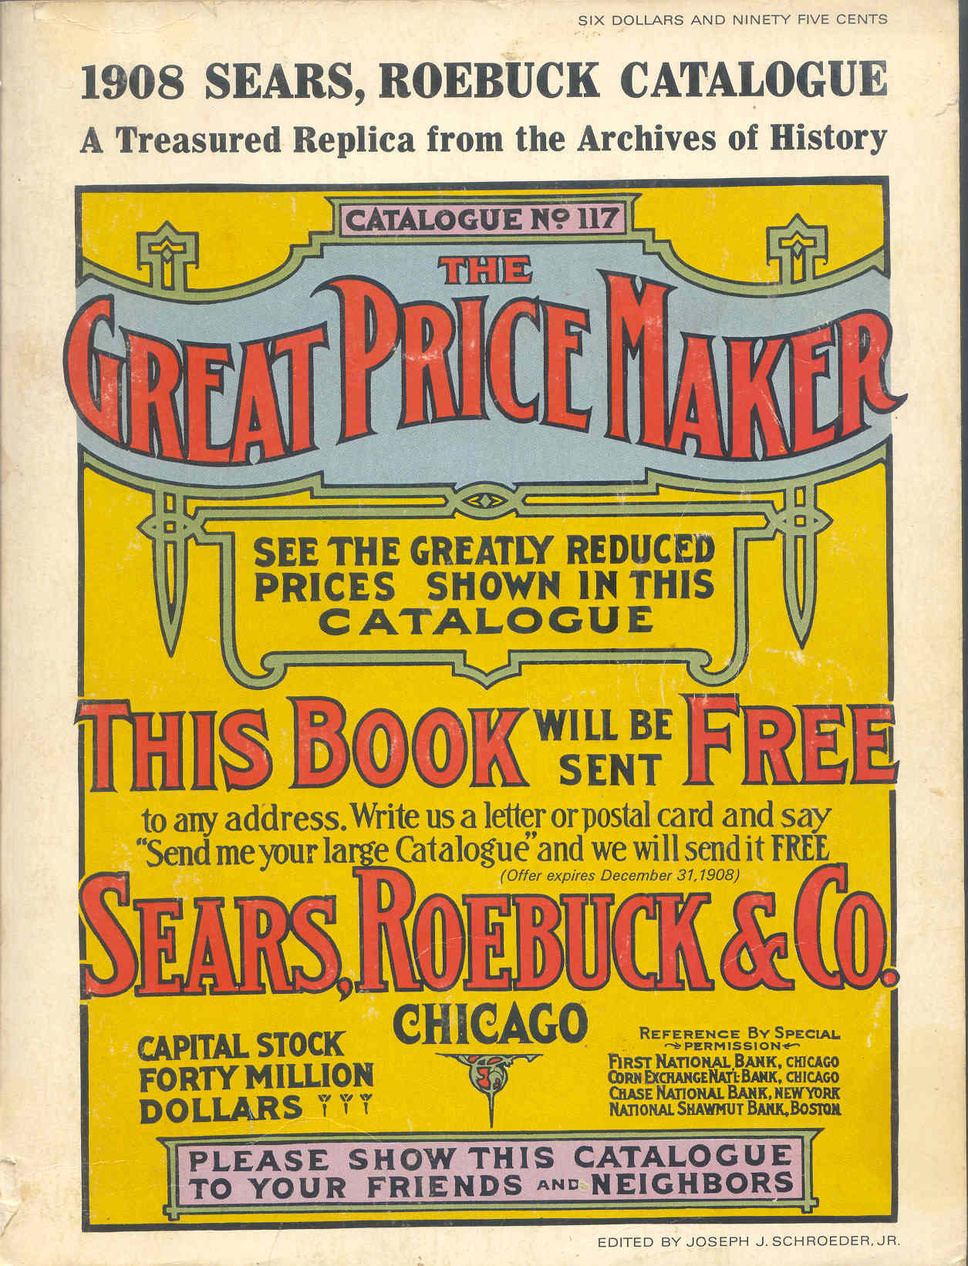 SIX DOLLARS AND NINETY FIVE CENTS
1908 SEARS, ROEBUCK CATALOGUE
A Treasured Replica from the Archives of History
CATALOGUE No 117
THE
GREAT PRICE MAKER
SEE THE GREATLY REDUCED
PRICES SHOWN IN THIS
CATALOGUE
THIS BOOK WILL BE SENT FREE
to any address. Write us a letter or postal card and say
"Send me your large Catalogue" and we will send it FREE
(Offer expires December 31, 1908)
SEARS, ROEBUCK & CO.
CHICAGO
CAPITAL STOCK
FORTY MILLION
DOLLARS
REFERENCE BY SPECIAL
PERMISSION
FIRST NATIONAL BANK, CHICAGO
CORN EXCHANGE NAT'L BANK, CHICAGO
CHASE NATIONAL BANK, NEW YORK
NATIONAL SHAWMUT BANK, BOSTON
PLEASE SHOW THIS CATALOGUE
TO YOUR FRIENDS AND NEIGHBORS
EDITED BY JOSEPH J. SCHROEDER, JR.